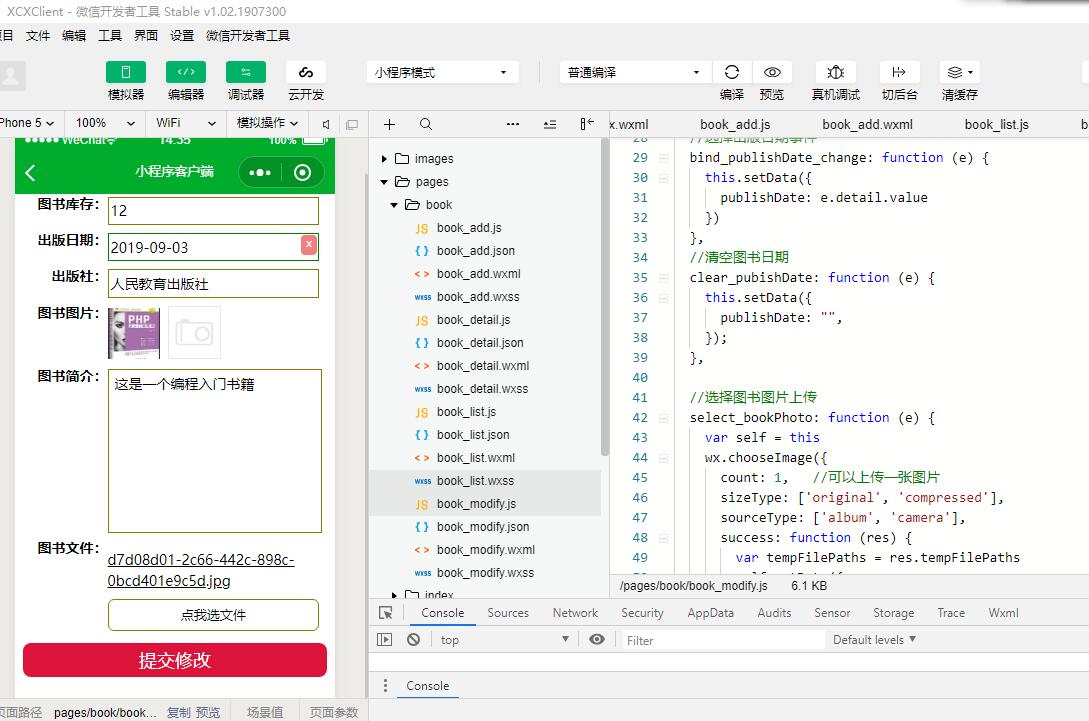 XCXClient - 微信开发者工具 Stable v1.02.1907300
项目 文件 编辑 工具 界面 设置 微信开发者工具
模拟器 编辑器 调试器 云开发
小程序模式 普通编译
编译 预览 真机调试 切后台 清缓存
Phone 5 100% WiFi 模拟操作
x.wxml book_add.js book_add.wxml book_list.js
WeChat 14:35 100%
小程序客户端
图书库存: 12
出版日期: 2019-09-03 x
出版社: 人民教育出版社
图书图片: PHP
图书简介: 这是一个编程入门书籍
图书文件: d7d08d01-2c66-442c-898c-
0bcd401e9c5d.jpg
点我选文件
提交修改
页面路径 pages/book/book... 复制 预览 场景值 页面参数
images
pages
book
JS book_add.js
{ } book_add.json
< > book_add.wxml
wxss book_add.wxss
JS book_detail.js
{ } book_detail.json
< > book_detail.wxml
wxss book_detail.wxss
JS book_list.js
{ } book_list.json
< > book_list.wxml
wxss book_list.wxss
JS book_modify.js
{ } book_modify.json
< > book_modify.wxml
wxss book_modify.wxss
index
28 //选择出版日期事件
29 bind_publishDate_change: function (e) {
30 this.setData({
31 publishDate: e.detail.value
32 })
33 },
34 //清空图书日期
35 clear_pubishDate: function (e) {
36 this.setData({
37 publishDate: "",
38 });
39 },
40
41 //选择图书图片上传
42 select_bookPhoto: function (e) {
43 var self = this
44 wx.chooseImage({
45 count: 1, //可以上传一张图片
46 sizeType: ['original', 'compressed'],
47 sourceType: ['album', 'camera'],
48 success: function (res) {
49 var tempFilePaths = res.tempFilePaths
/pages/book/book_modify.js 6.1 KB
Console Sources Network Security AppData Audits Sensor Storage Trace Wxml
top Filter Default levels
Console